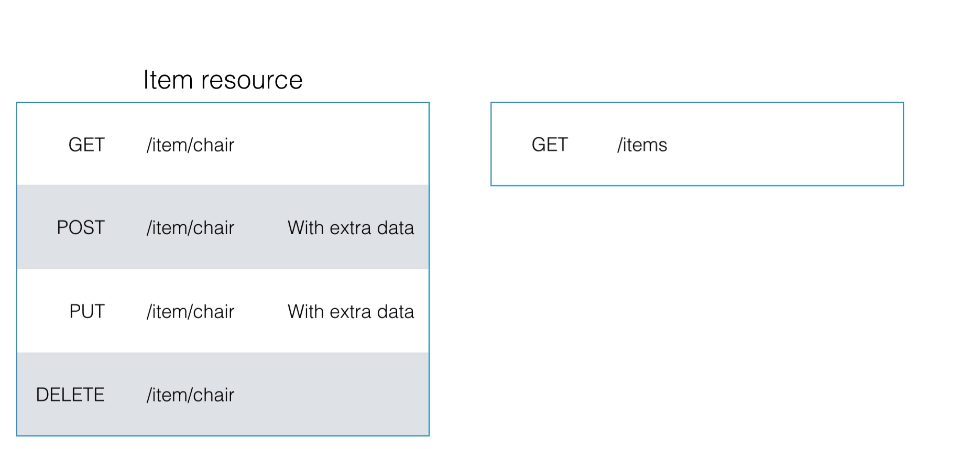 Item resource
GET /item/chair
POST /item/chair With extra data
PUT /item/chair With extra data
DELETE /item/chair
GET /items